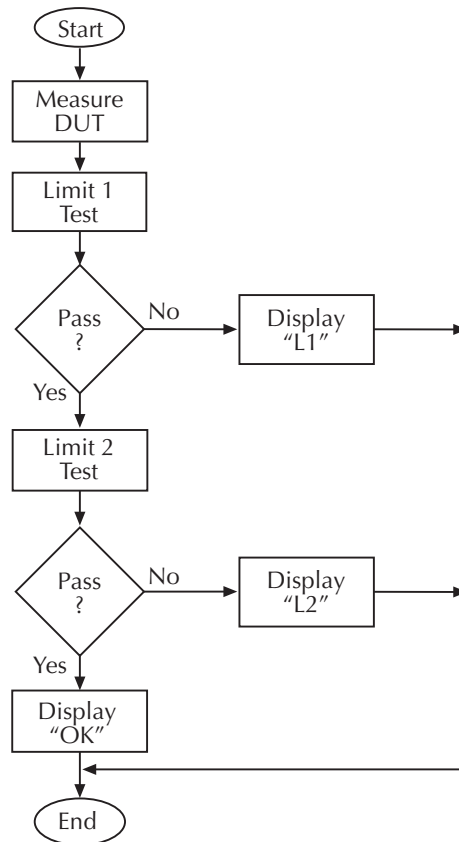 Start
Measure
DUT
Limit 1
Test
Pass
?
No
Display
“L1”
Yes
Limit 2
Test
Pass
?
No
Display
“L2”
Yes
Display
“OK”
End